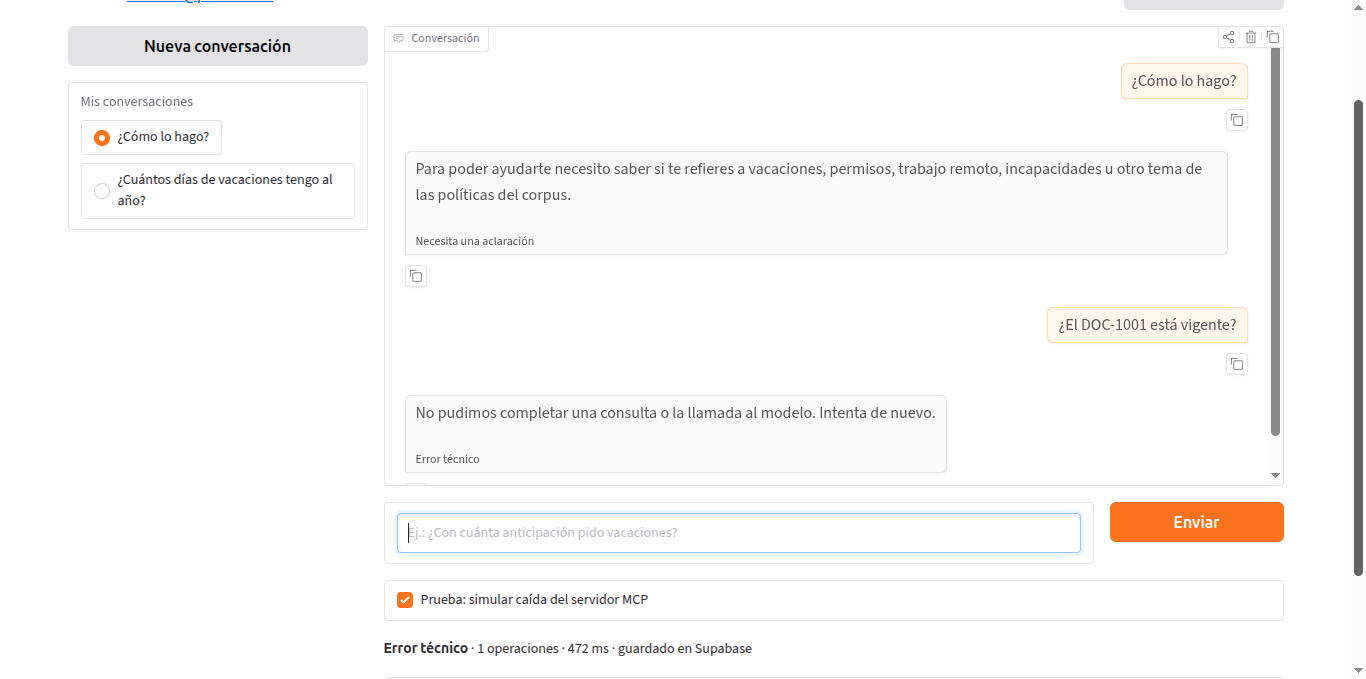 Nueva conversación
Mis conversaciones
¿Cómo lo hago?
¿Cuántos días de vacaciones tengo al
año?
Conversación
¿Cómo lo hago?
Para poder ayudarte necesito saber si te refieres a vacaciones, permisos, trabajo remoto, incapacidades u otro tema de
las políticas del corpus.
Necesita una aclaración
¿El DOC-1001 está vigente?
No pudimos completar una consulta o la llamada al modelo. Intenta de nuevo.
Error técnico
Ej.: ¿Con cuánta anticipación pido vacaciones?
Enviar
Prueba: simular caída del servidor MCP
Error técnico · 1 operaciones · 472 ms · guardado en Supabase